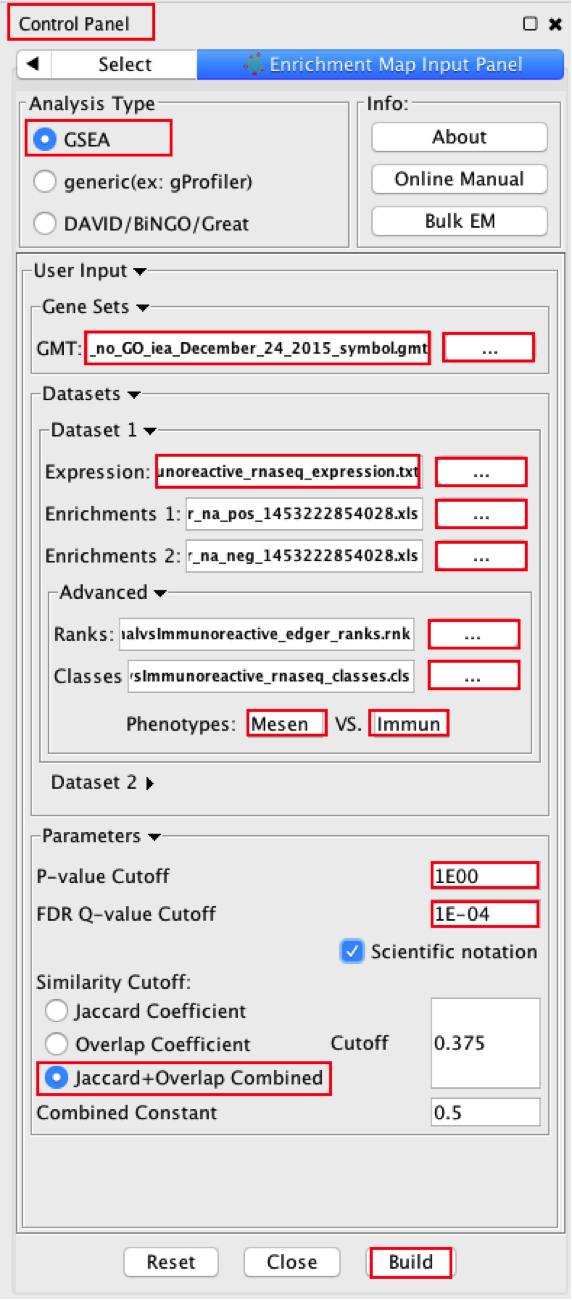 Control Panel
Select Enrichment Map Input Panel
Analysis Type
GSEA
generic(ex: gProfiler)
DAVID/BiNGO/Great
Info:
About
Online Manual
Bulk EM
User Input
Gene Sets
GMT: _no_GO_iea_December_24_2015_symbol.gmt ...
Datasets
Dataset 1
Expression: unoreactive_rnaseq_expression.txt ...
Enrichments 1: r_na_pos_1453222854028.xls ...
Enrichments 2: r_na_neg_1453222854028.xls ...
Advanced
Ranks: nalvsImmunoreactive_edger_ranks.rnk ...
Classes vsImmunoreactive_rnaseq_classes.cls ...
Phenotypes: Mesen VS. Immun
Dataset 2
Parameters
P-value Cutoff 1E00
FDR Q-value Cutoff 1E-04
Scientific notation
Similarity Cutoff:
Jaccard Coefficient
Overlap Coefficient Cutoff 0.375
Jaccard+Overlap Combined
Combined Constant 0.5
Reset Close Build